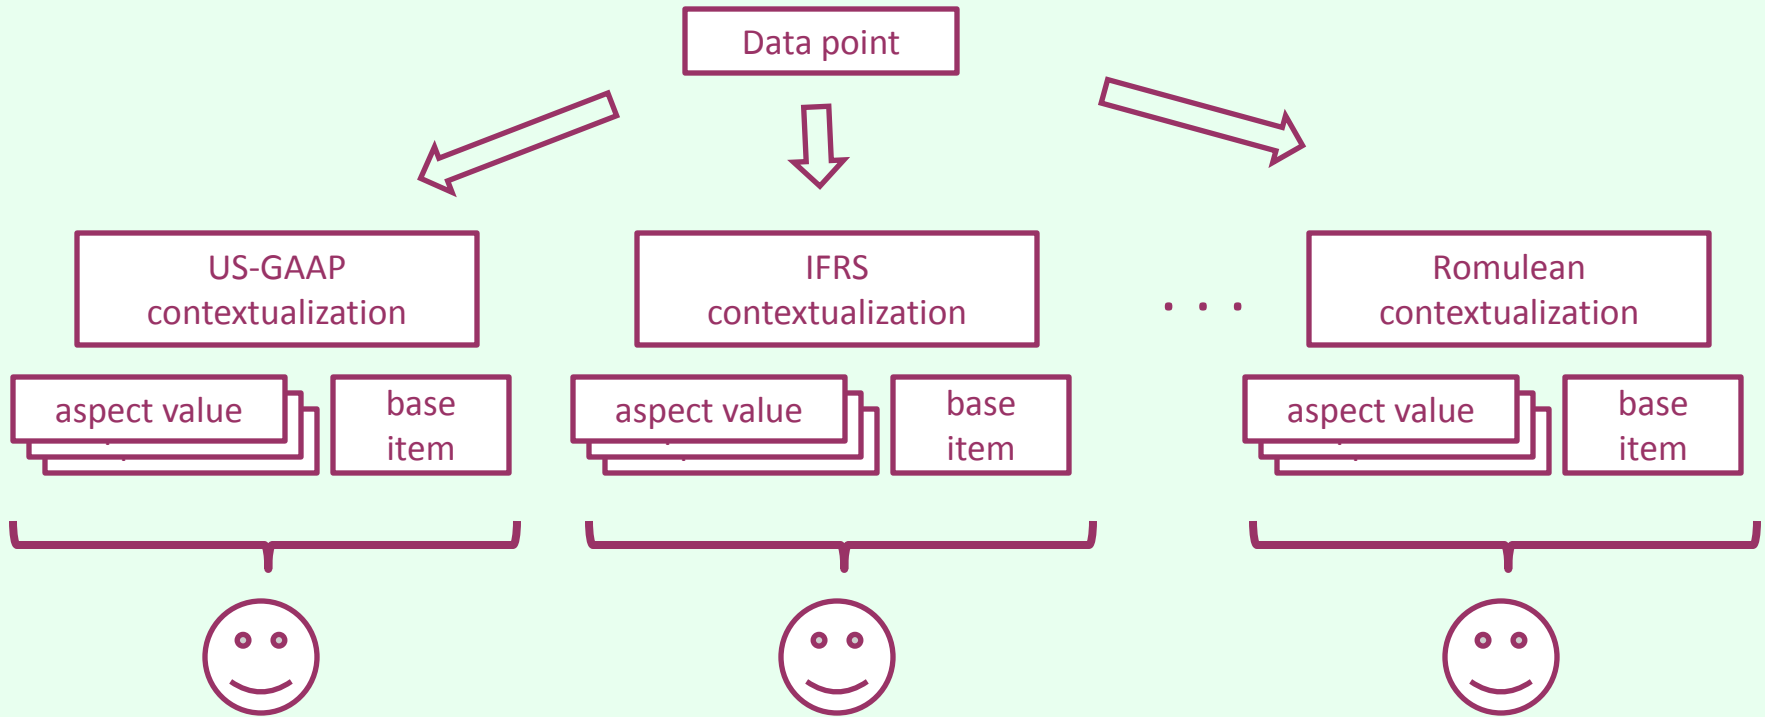 Data point
US-GAAP
contextualization
IFRS
contextualization
. . .
Romulean
contextualization
aspect value
base
item
aspect value
base
item
aspect value
base
item